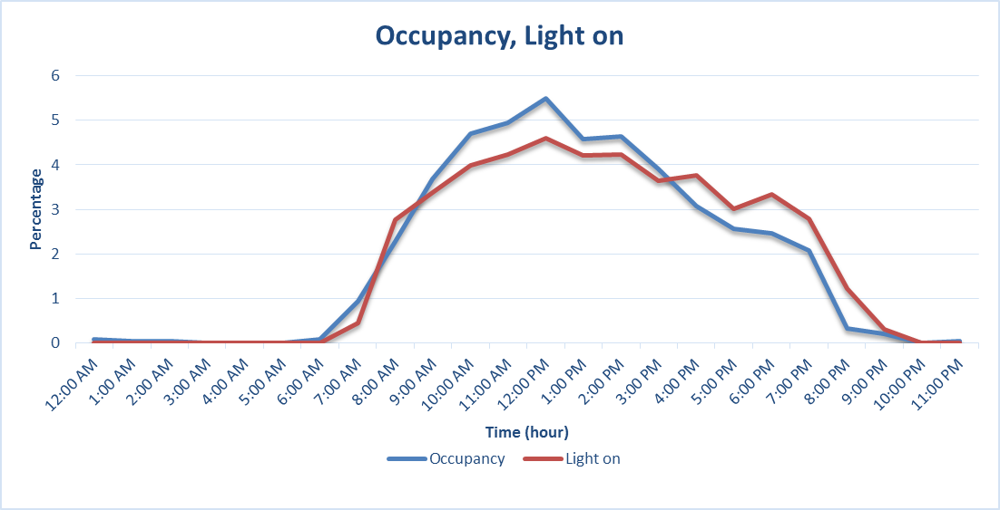 Occupancy, Light on
6
5
4
3
2
1
0
Percentage
12:00 AM
1:00 AM
2:00 AM
3:00 AM
4:00 AM
5:00 AM
6:00 AM
7:00 AM
8:00 AM
9:00 AM
10:00 AM
11:00 AM
12:00 PM
1:00 PM
2:00 PM
3:00 PM
4:00 PM
5:00 PM
6:00 PM
7:00 PM
8:00 PM
9:00 PM
10:00 PM
11:00 PM
Time (hour)
Occupancy
Light on